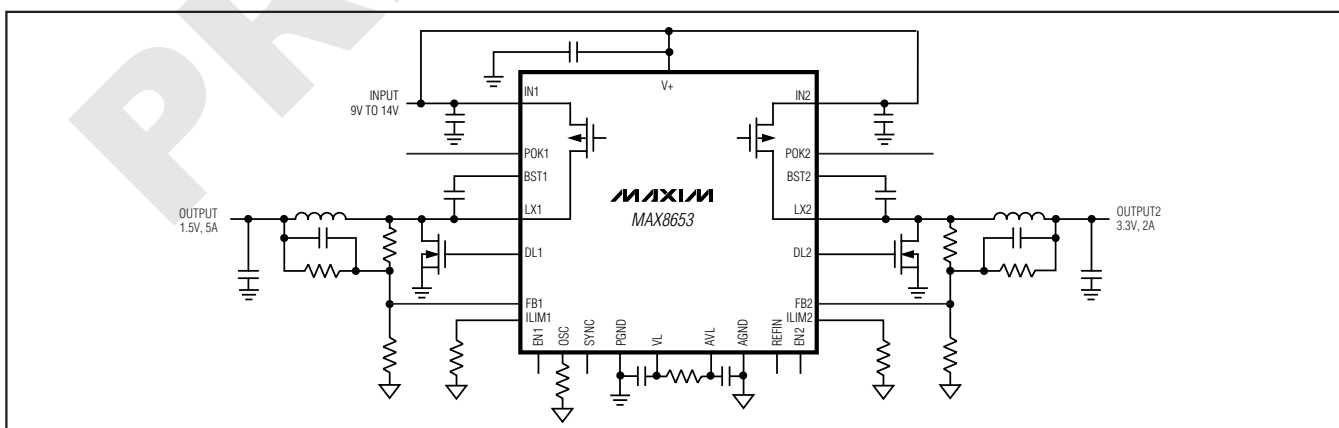 PR
V+
IN1
IN2
INPUT
9V TO 14V
POK1
POK2
BST1
BST2
MAXIM
MAX8653
OUTPUT
1.5V, 5A
LX1
LX2
OUTPUT2
3.3V, 2A
DL1
DL2
FB1
FB2
ILIM1
ILIM2
EN1
OSC
SYNC
PGND
VL
AVL
AGND
REFIN
EN2